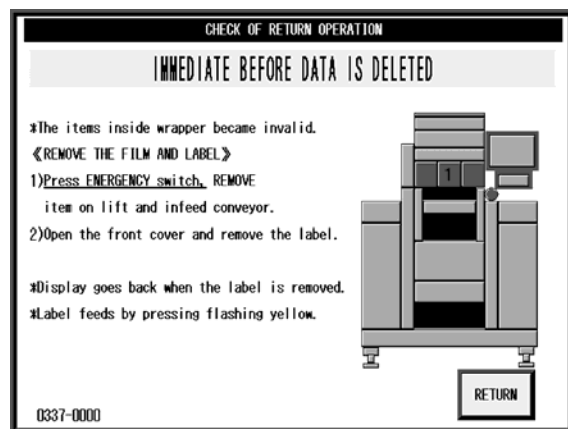 CHECK OF RETURN OPERATION
IMMEDIATE BEFORE DATA IS DELETED
*The items inside wrapper became invalid.
《REMOVE THE FILM AND LABEL》
1)Press ENERGENCY switch, REMOVE
item on lift and infeed conveyor.
2)Open the front cover and remove the label.
*Display goes back when the label is removed.
*Label feeds by pressing flashing yellow.
1
RETURN
0337-0000